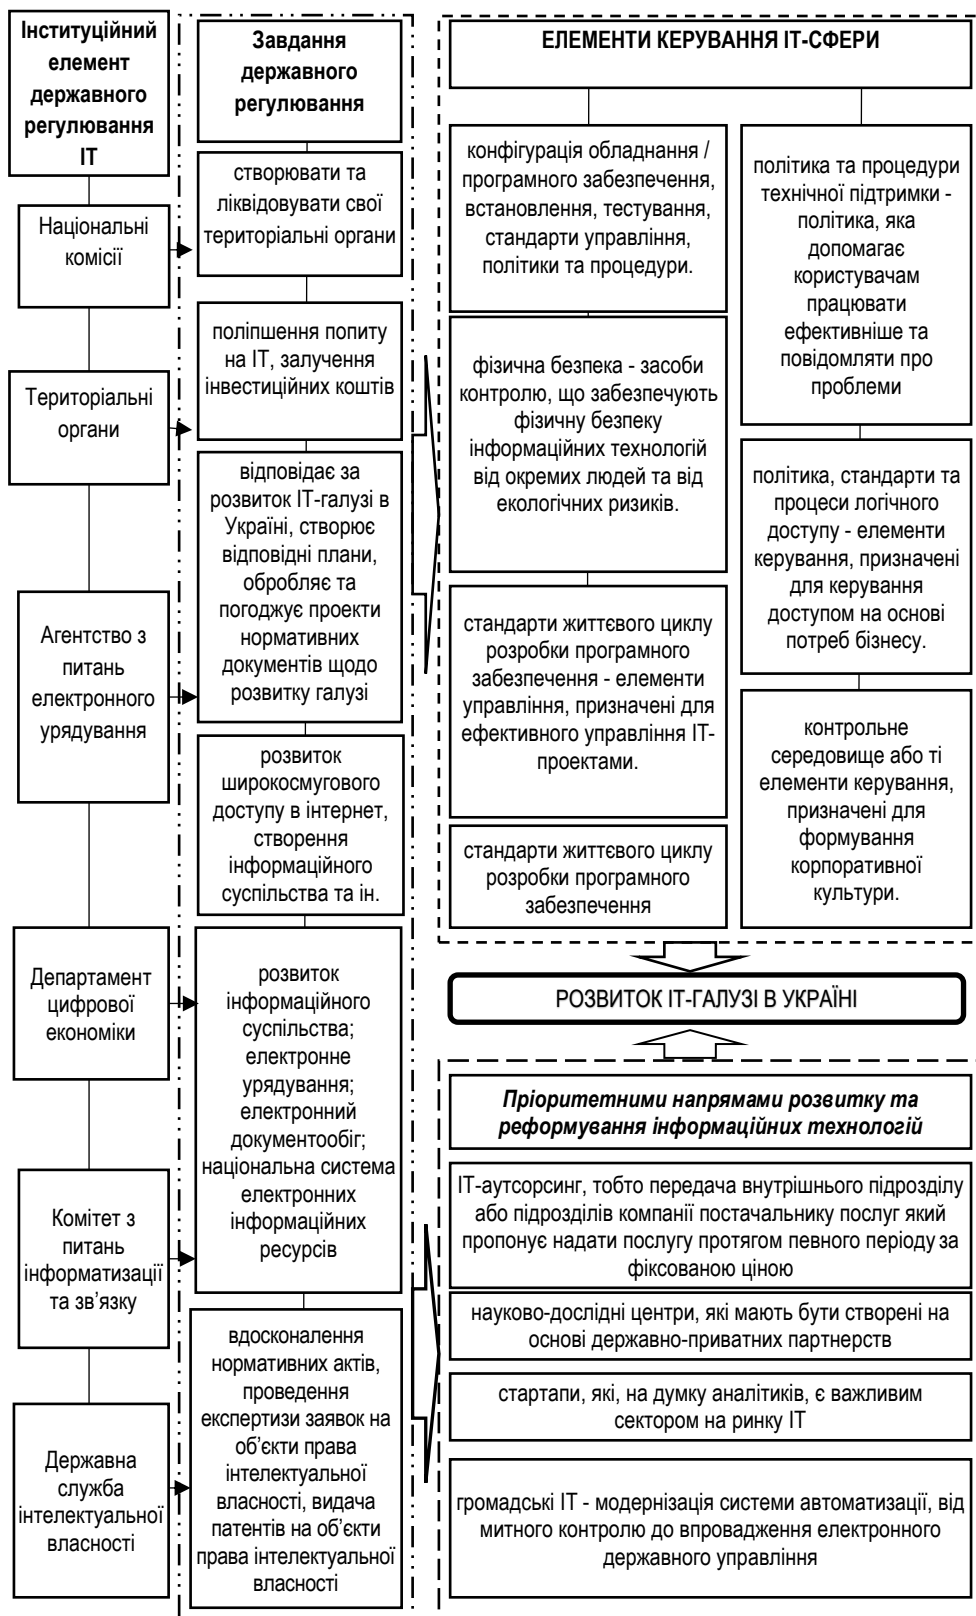 Інституційний
елемент
державного
регулювання
ІТ
Національні
комісії
Територіальні
органи
Агентство з
питань
електронного
урядування
Департамент
цифрової
економіки
Комітет з
питань
інформатизації
та зв’язку
Державна
служба
інтелектуальної
власності
Завдання
державного
регулювання
створювати та
ліквідовувати свої
територіальні органи
поліпшення попиту
на ІТ, залучення
інвестиційних коштів
відповідає за
розвиток ІТ-галузі в
Україні, створює
відповідні плани,
обробляє та
погоджує проекти
нормативних
документів щодо
розвитку галузі
розвиток
широкосмугового
доступу в інтернет,
створення
інформаційного
суспільства та ін.
розвиток
інформаційного
суспільства;
електронне
урядування;
електронний
документообіг;
національна система
електронних
інформаційних
ресурсів
вдосконалення
нормативних актів,
проведення
експертизи заявок на
об’єкти права
інтелектуальної
власності, видача
патентів на об’єкти
права інтелектуальної
власності
ЕЛЕМЕНТИ КЕРУВАННЯ ІТ-СФЕРИ
конфігурація обладнання /
програмного забезпечення,
встановлення, тестування,
стандарти управління,
політики та процедури.
фізична безпека - засоби
контролю, що забезпечують
фізичну безпеку
інформаційних технологій
від окремих людей та від
екологічних ризиків.
стандарти життєвого циклу
розробки програмного
забезпечення - елементи
управління, призначені для
ефективного управління ІТ-
проектами.
стандарти життєвого циклу
розробки програмного
забезпечення
політика та процедури
технічної підтримки -
політика, яка
допомагає
користувачам
працювати
ефективніше та
повідомляти про
проблеми
політика, стандарти та
процеси логічного
доступу - елементи
керування, призначені
для керування
доступом на основі
потреб бізнесу.
контрольне
середовище або ті
елементи керування,
призначені для
формування
корпоративної
культури.
РОЗВИТОК ІТ-ГАЛУЗІ В УКРАЇНІ
Пріоритетними напрямами розвитку та
реформування інформаційних технологій
ІТ-аутсорсинг, тобто передача внутрішнього підрозділу
або підрозділів компанії постачальнику послуг який
пропонує надати послугу протягом певного періоду за
фіксованою ціною
науково-дослідні центри, які мають бути створені на
основі державно-приватних партнерств
стартапи, які, на думку аналітиків, є важливим
сектором на ринку ІТ
громадські ІТ - модернізація системи автоматизації, від
митного контролю до впровадження електронного
державного управління